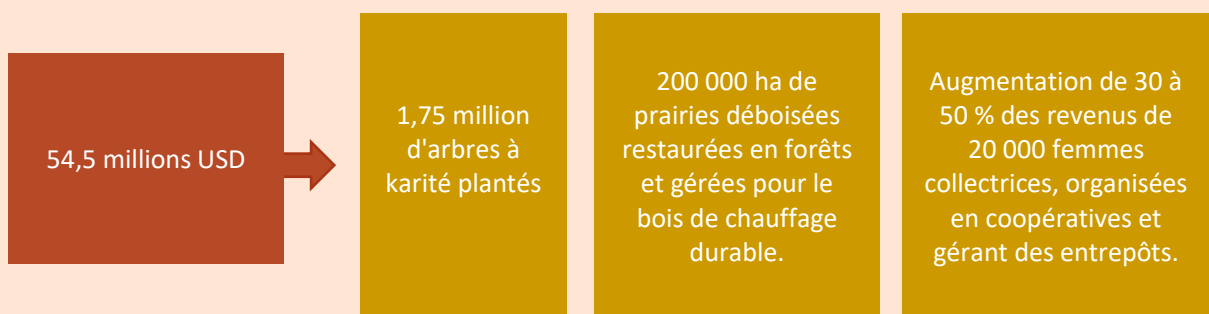 54,5 millions USD
1,75 million
d'arbres à
karité plantés
200 000 ha de
prairies déboisées
restaurées en forêts
et gérées pour le
bois de chauffage
durable.
Augmentation de 30 à
50 % des revenus de
20 000 femmes
collectrices, organisées
en coopératives et
gérant des entrepôts.